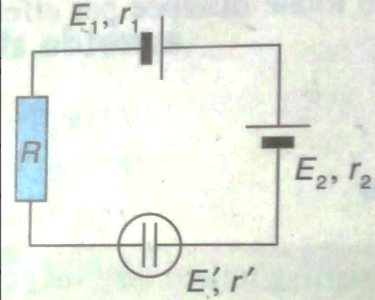 E₁, r₁
R
E₂, r₂
E′, r′